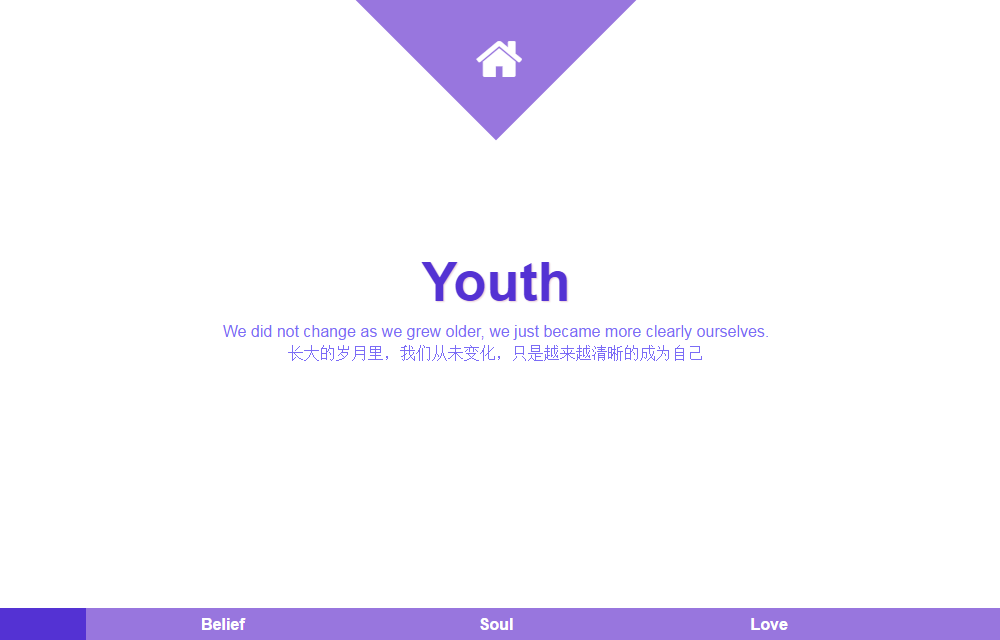 Youth
We did not change as we grew older, we just became more clearly ourselves.
长大的岁月里，我们从未变化，只是越来越清晰的成为自己
Belief
Soul
Love